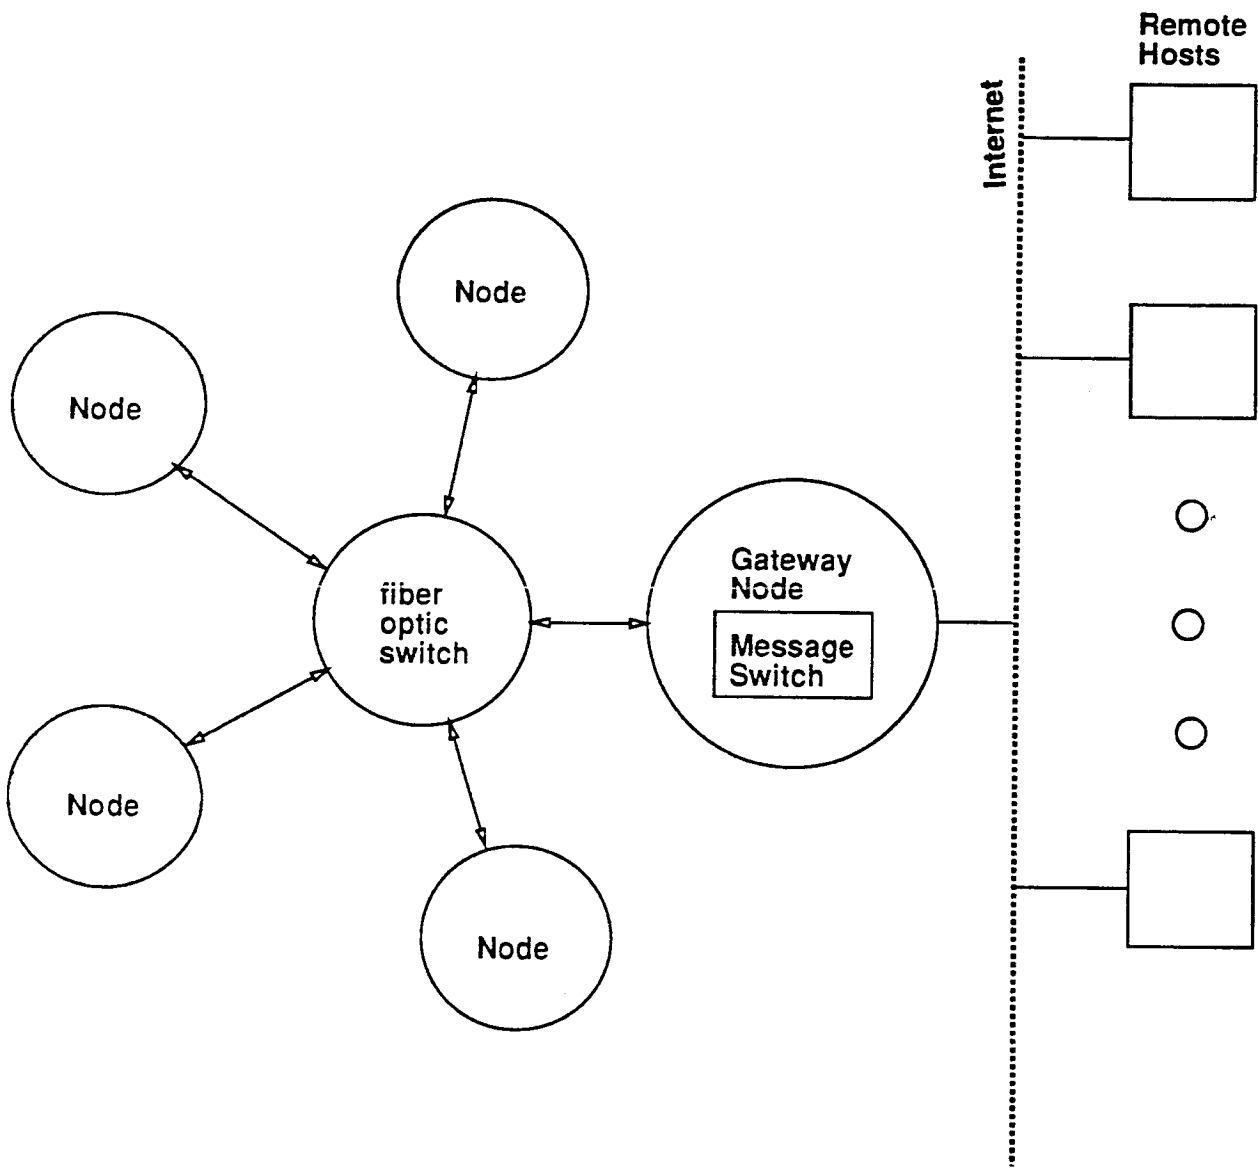 Remote
Hosts
Internet
Node
Node
fiber
optic
switch
Gateway
Node
Message
Switch
Node
Node